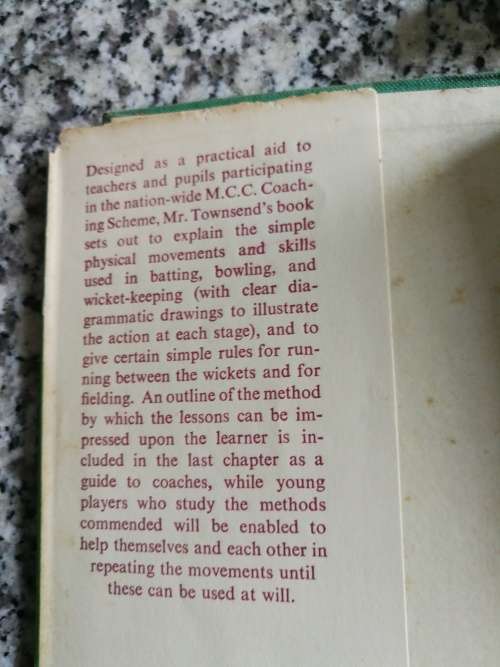 Designed as a practical aid to
teachers and pupils participating
in the nation-wide M.C.C. Coach-
ing Scheme, Mr. Townsend's book
sets out to explain the simple
physical movements and skills
used in batting, bowling, and
wicket-keeping (with clear dia-
grammatic drawings to illustrate
the action at each stage), and to
give certain simple rules for run-
ning between the wickets and for
fielding. An outline of the method
by which the lessons can be im-
pressed upon the learner is in-
cluded in the last chapter as a
guide to coaches, while young
players who study the methods
commended will be enabled to
help themselves and each other in
repeating the movements until
these can be used at will.